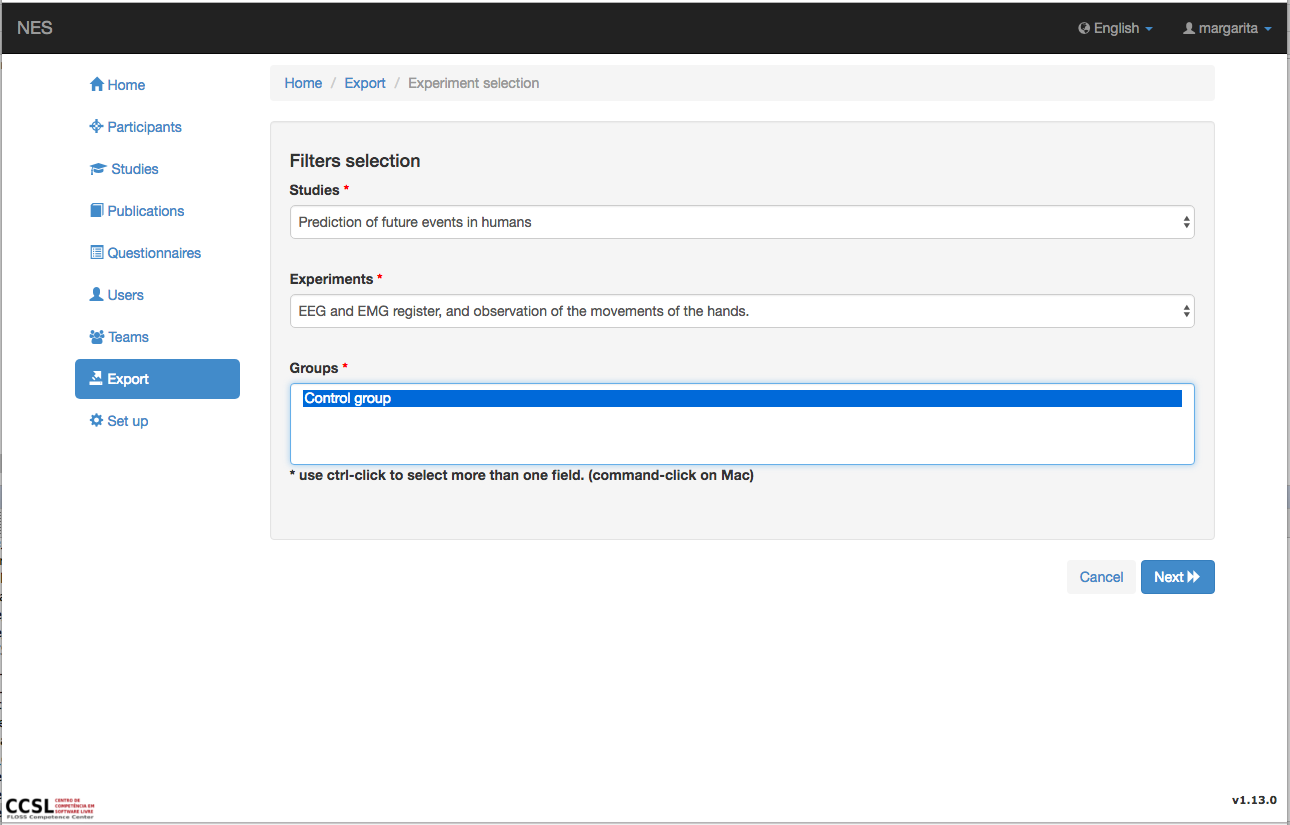 NES
English
margarita
Home
Participants
Studies
Publications
Questionnaires
Users
Teams
Export
Set up
Home / Export / Experiment selection
Filters selection
Studies *
Prediction of future events in humans
Experiments *
EEG and EMG register, and observation of the movements of the hands.
Groups *
Control group
* use ctrl-click to select more than one field. (command-click on Mac)
Cancel
Next
CCSL
CENTRO DE
COMPETÊNCIA EM
SOFTWARE LIVRE
FLOSS Competence Center
v1.13.0